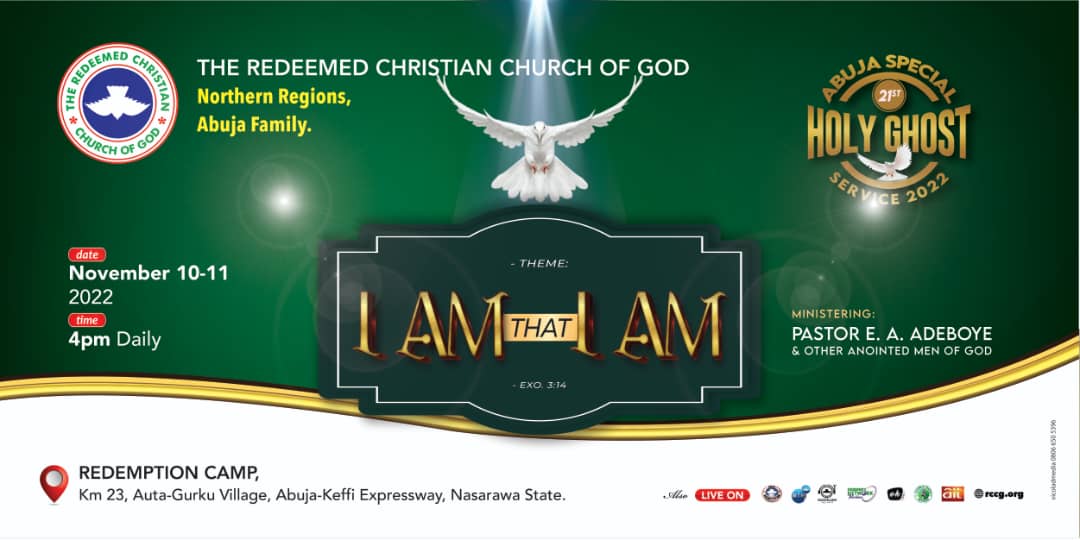 THE REDEEMED CHRISTIAN
CHURCH OF GOD
THE REDEEMED CHRISTIAN CHURCH OF GOD
Northern Regions,
Abuja Family.
ABUJA SPECIAL
21ST
HOLY GHOST
SERVICE 2022
date
November 10-11
2022
time
4pm Daily
- THEME:
I AM THAT I AM
- EXO. 3:14
MINISTERING:
PASTOR E. A. ADEBOYE
& OTHER ANOINTED MEN OF GOD
REDEMPTION CAMP,
Km 23, Auta-Gurku Village, Abuja-Keffi Expressway, Nasarawa State.
Also LIVE ON
ait
rccg.org